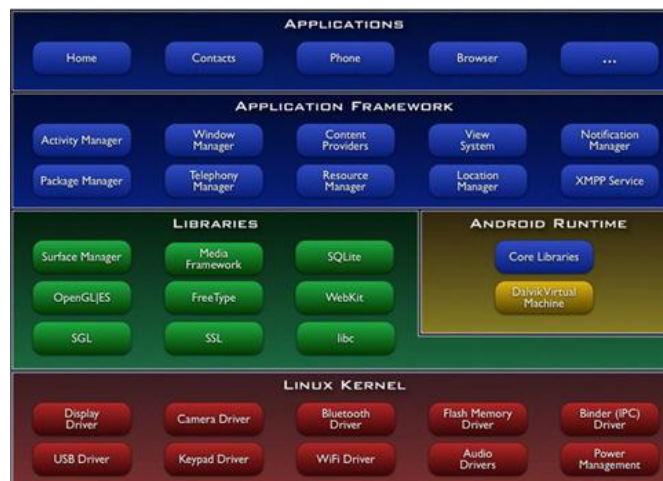 APPLICATIONS
Home Contacts Phone Browser ...
APPLICATION FRAMEWORK
Activity Manager
Window
Manager
Content
Providers
View
System
Notification
Manager
Package Manager
Telephony
Manager
Resource
Manager
Location
Manager
XMPP Service
LIBRARIES
Surface Manager
Media
Framework
SQLite
OpenGL|ES
FreeType
WebKit
SGL
SSL
libc
ANDROID RUNTIME
Core Libraries
Dalvik Virtual
Machine
LINUX KERNEL
Display
Driver
Camera Driver
Bluetooth
Driver
Flash Memory
Driver
Binder (IPC)
Driver
USB Driver
Keypad Driver
WiFi Driver
Audio
Drivers
Power
Management